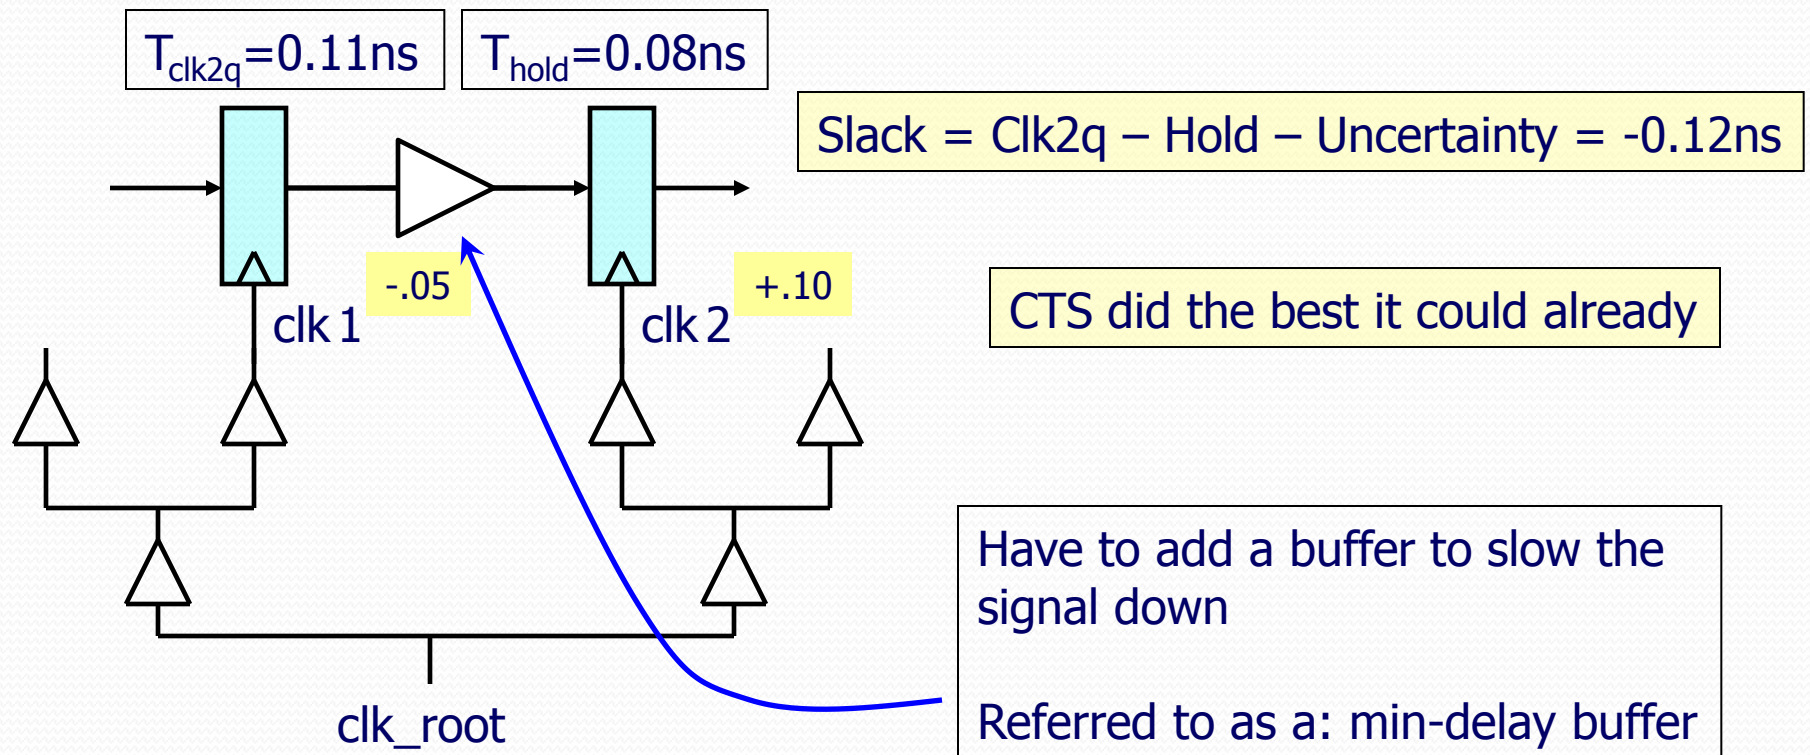 T_clk2q=0.11ns
T_hold=0.08ns
Slack = Clk2q – Hold – Uncertainty = -0.12ns
-.05
+.10
clk 1
clk 2
CTS did the best it could already
Have to add a buffer to slow the
signal down
Referred to as a: min-delay buffer
clk_root